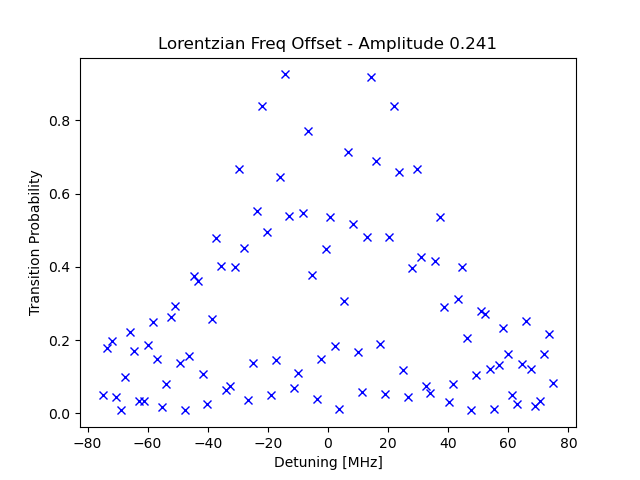 Lorentzian Freq Offset - Amplitude 0.241
Transition Probability
0.8
0.6
0.4
0.2
0.0
−80 −60 −40 −20 0 20 40 60 80
Detuning [MHz]